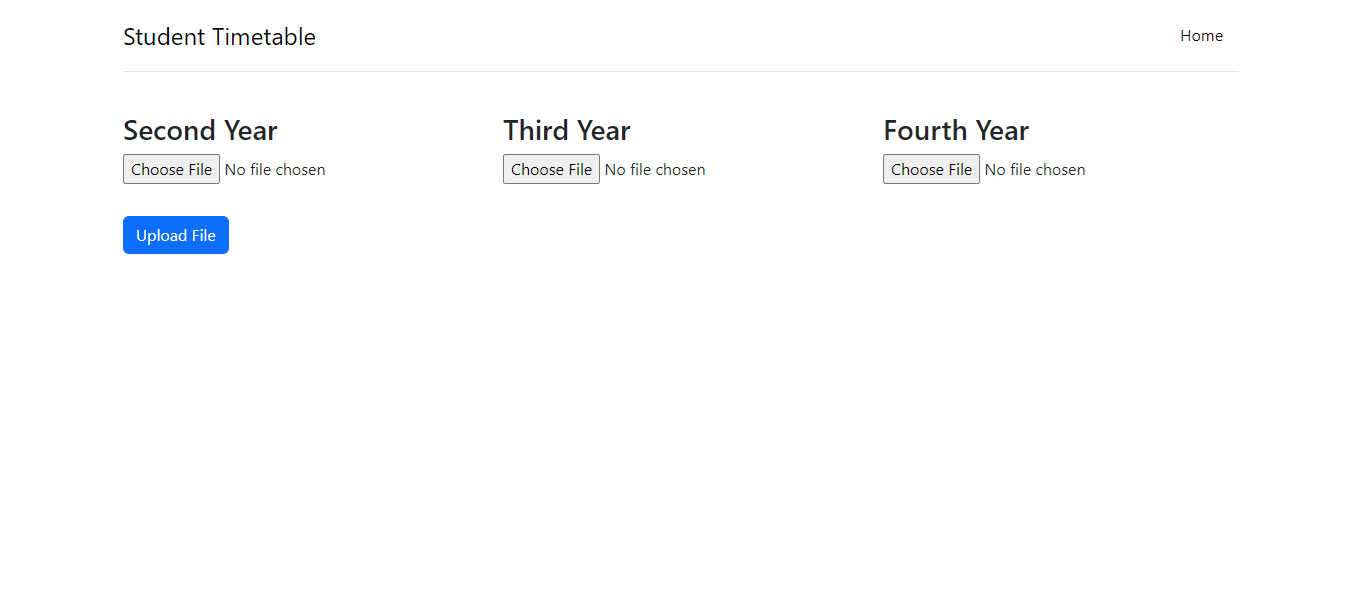 Student Timetable
Home
Second Year
Third Year
Fourth Year
Choose File No file chosen
Choose File No file chosen
Choose File No file chosen
Upload File